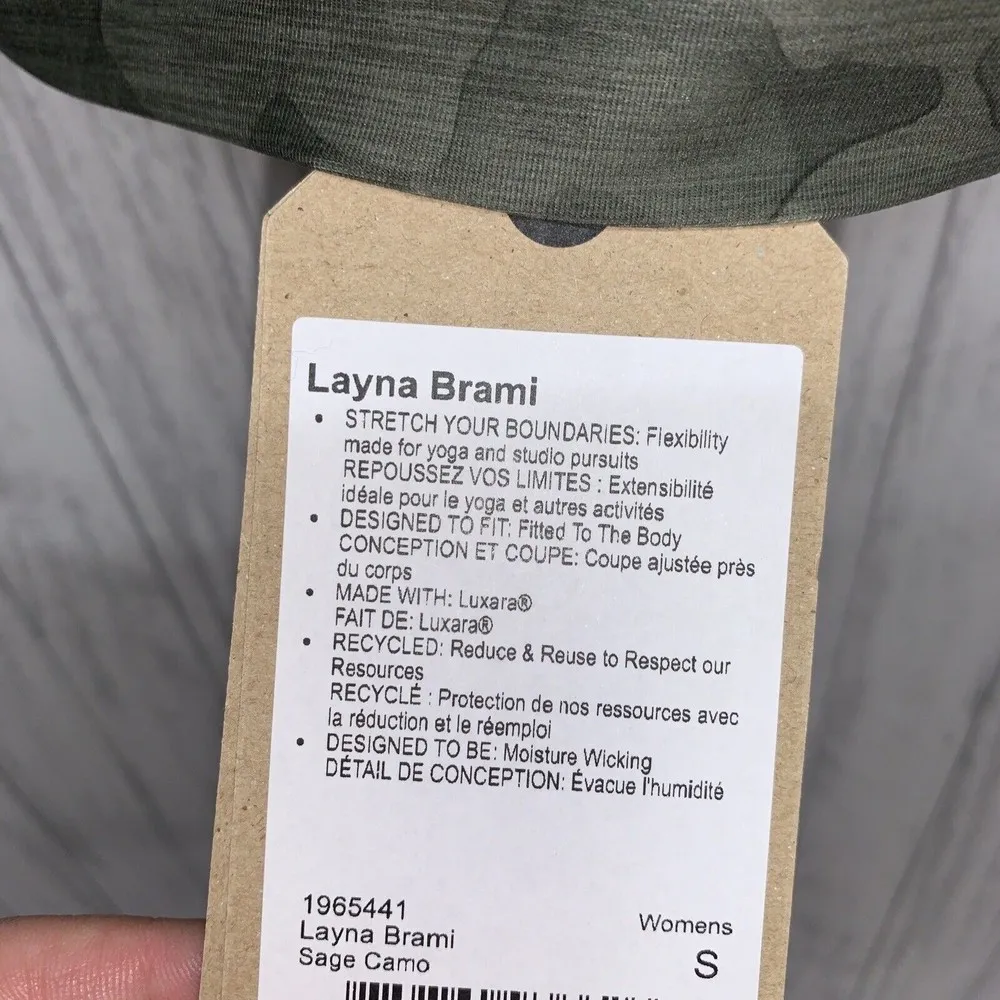 Layna Brami
• STRETCH YOUR BOUNDARIES: Flexibility
made for yoga and studio pursuits
REPOUSSEZ VOS LIMITES : Extensibilité
idéale pour le yoga et autres activités
• DESIGNED TO FIT: Fitted To The Body
CONCEPTION ET COUPE: Coupe ajustée près
du corps
• MADE WITH: Luxara®
FAIT DE: Luxara®
• RECYCLED: Reduce & Reuse to Respect our
Resources
RECYCLÉ : Protection de nos ressources avec
la réduction et le réemploi
• DESIGNED TO BE: Moisture Wicking
DÉTAIL DE CONCEPTION: Évacue l'humidité
1965441
Layna Brami
Sage Camo
Womens
S